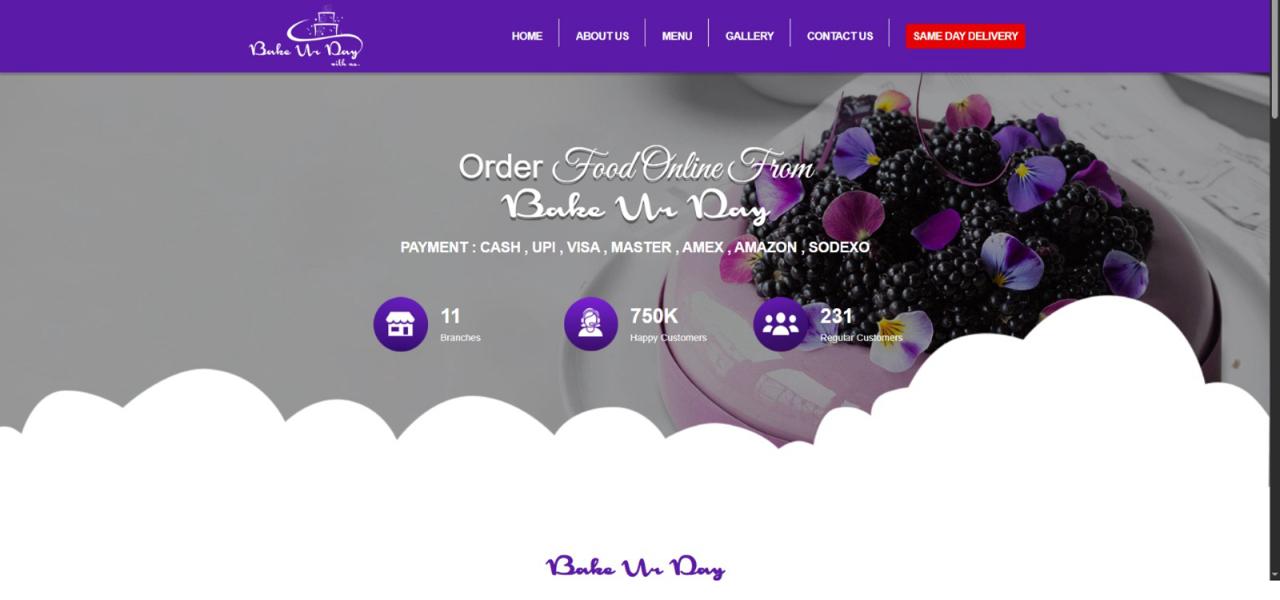 Bake Ur Day
with us.
HOME
ABOUT US
MENU
GALLERY
CONTACT US
SAME DAY DELIVERY
Order Food Online From
Bake Ur Day
PAYMENT : CASH , UPI , VISA , MASTER , AMEX , AMAZON , SODEXO
11
Branches
750K
Happy Customers
231
Regular Customers
Bake Ur Day